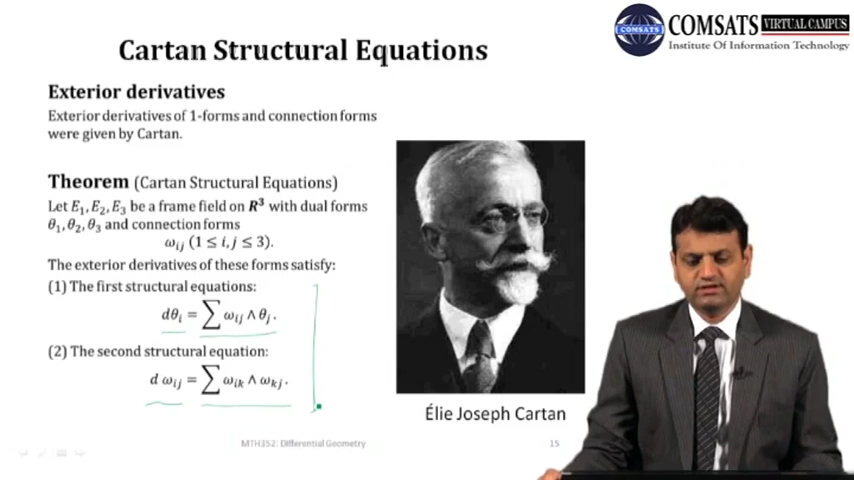 Cartan Structural Equations
COMSATS VIRTUAL CAMPUS
COMSATS
Institute Of Information Technology
Exterior derivatives
Exterior derivatives of 1-forms and connection forms
were given by Cartan.
Theorem (Cartan Structural Equations)
Let E₁, E₂, E₃ be a frame field on R³ with dual forms
θ₁, θ₂, θ₃ and connection forms
ωᵢⱼ (1 ≤ i, j ≤ 3).
The exterior derivatives of these forms satisfy:
(1) The first structural equations:
dθᵢ = ∑ ωᵢⱼ ∧ θⱼ.
(2) The second structural equation:
d ωᵢⱼ = ∑ ωᵢₖ ∧ ωₖⱼ.
Élie Joseph Cartan
MTH352: Differential Geometry
15